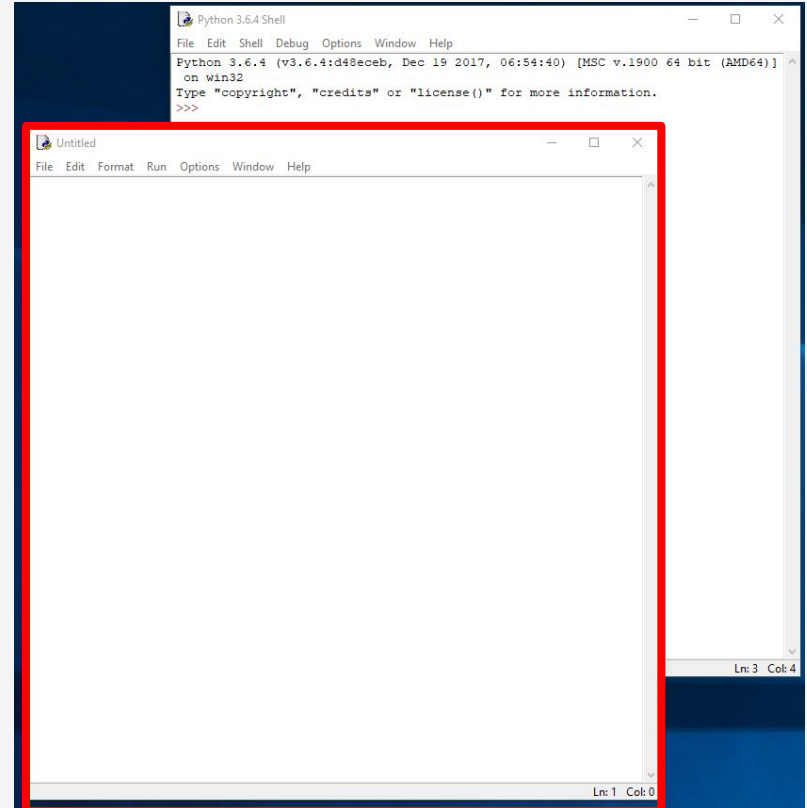 Python 3.6.4 Shell
File Edit Shell Debug Options Window Help
Python 3.6.4 (v3.6.4:d48eceb, Dec 19 2017, 06:54:40) [MSC v.1900 64 bit (AMD64)]
on win32
Type "copyright", "credits" or "license()" for more information.
>>>
Untitled
File Edit Format Run Options Window Help
Ln: 3 Col: 4
Ln: 1 Col: 0